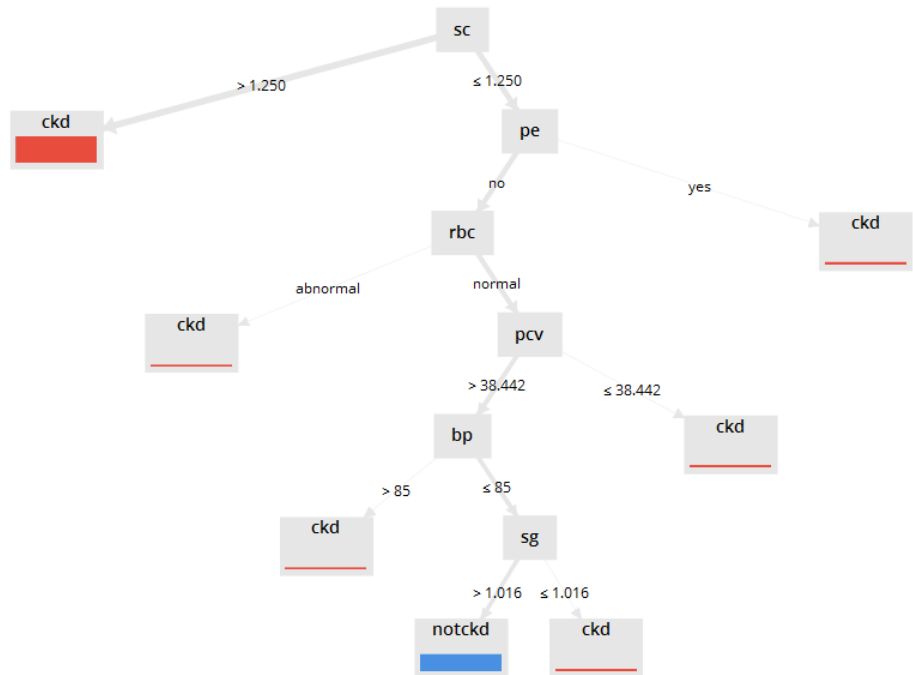 sc
> 1.250
≤ 1.250
ckd
pe
no
yes
rbc
ckd
abnormal
normal
ckd
pcv
> 38.442
≤ 38.442
bp
ckd
> 85
≤ 85
ckd
sg
> 1.016
≤ 1.016
notckd
ckd